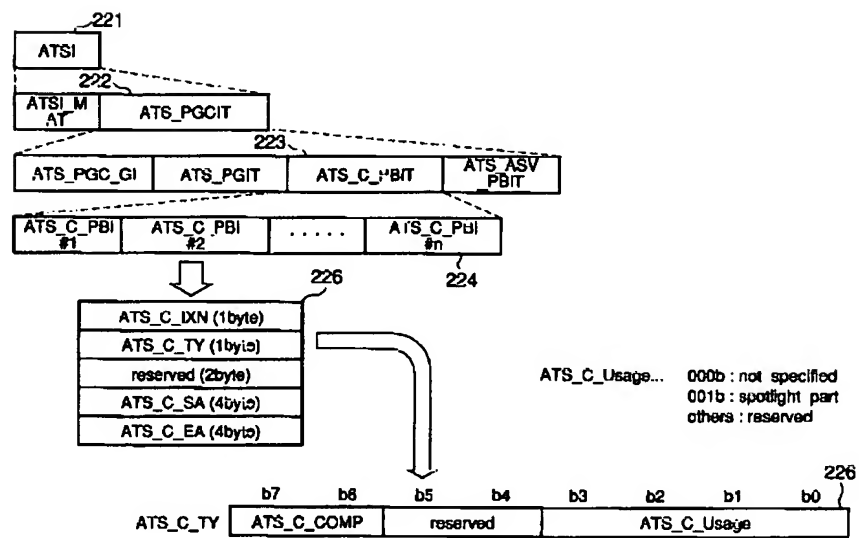 221
ATSI
222
ATSI_M
AT
ATS_PGCIT
223
ATS_PGC_GI
ATS_PGIT
ATS_C_PBIT
ATS_ASV
_PBIT
ATS_C_PBI
#1
ATS_C_PBI
#2
.....
ATS_C_PBI
#n
224
226
ATS_C_IXN (1byte)
ATS_C_TY (1byte)
reserved (2byte)
ATS_C_SA (4byte)
ATS_C_EA (4byte)
ATS_C_Usage... 000b : not specified
001b : spotlight part
others : reserved
226
b7 b6 b5 b4 b3 b2 b1 b0
ATS_C_TY ATS_C_COMP reserved ATS_C_Usage